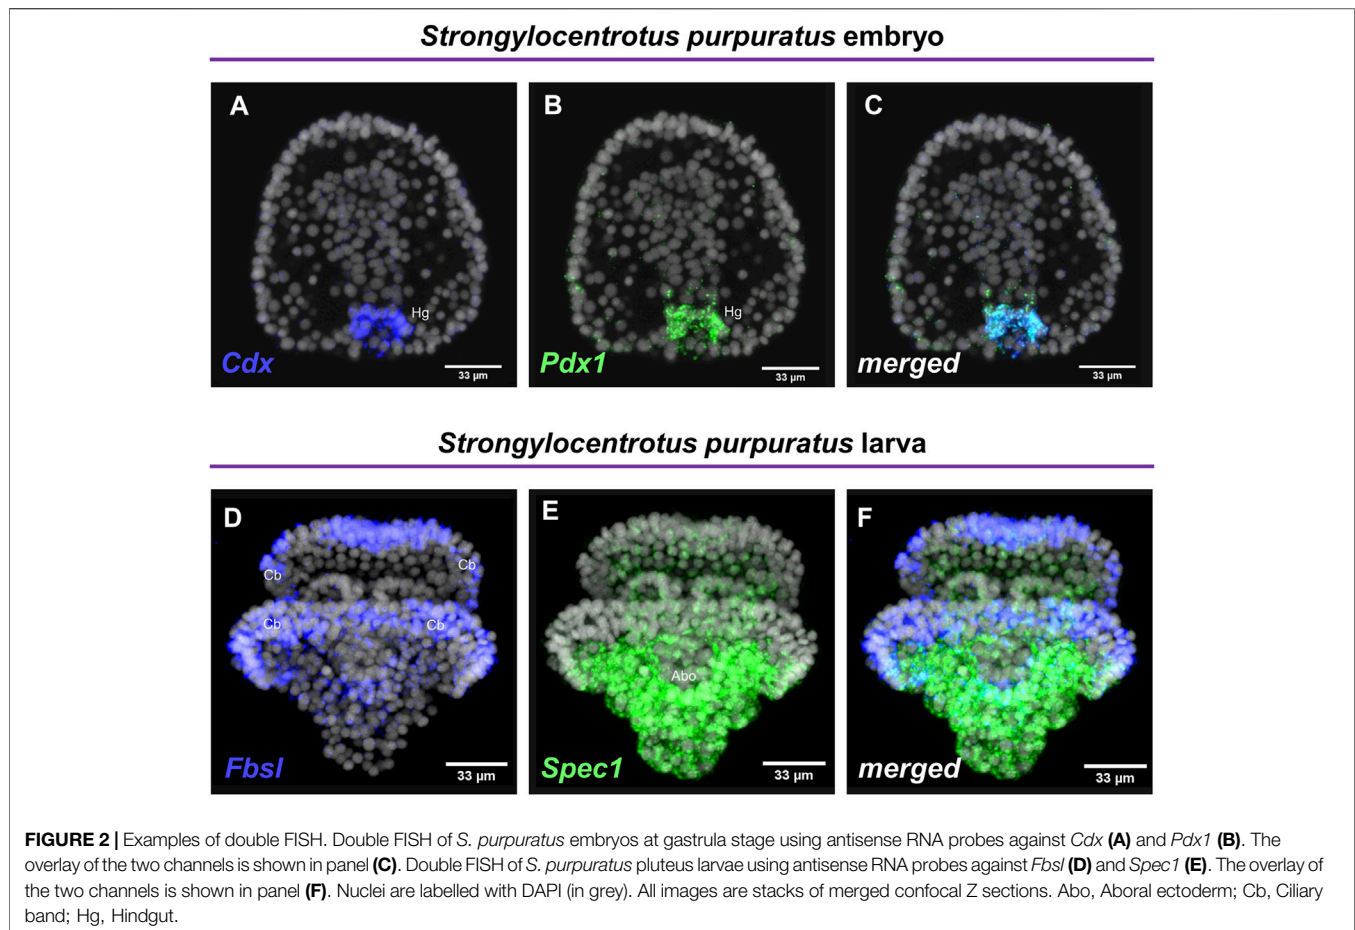 Strongylocentrotus purpuratus embryo
A
B
C
Hg
Hg
Cdx
33 µm
Pdx1
33 µm
merged
33 µm
Strongylocentrotus purpuratus larva
D
E
F
Cb
Cb
Cb
Cb
Abo
Fbsl
33 µm
Spec1
33 µm
merged
33 µm
FIGURE 2 | Examples of double FISH. Double FISH of S. purpuratus embryos at gastrula stage using antisense RNA probes against Cdx (A) and Pdx1 (B). The
overlay of the two channels is shown in panel (C). Double FISH of S. purpuratus pluteus larvae using antisense RNA probes against Fbsl (D) and Spec1 (E). The overlay of
the two channels is shown in panel (F). Nuclei are labelled with DAPI (in grey). All images are stacks of merged confocal Z sections. Abo, Aboral ectoderm; Cb, Ciliary
band; Hg, Hindgut.